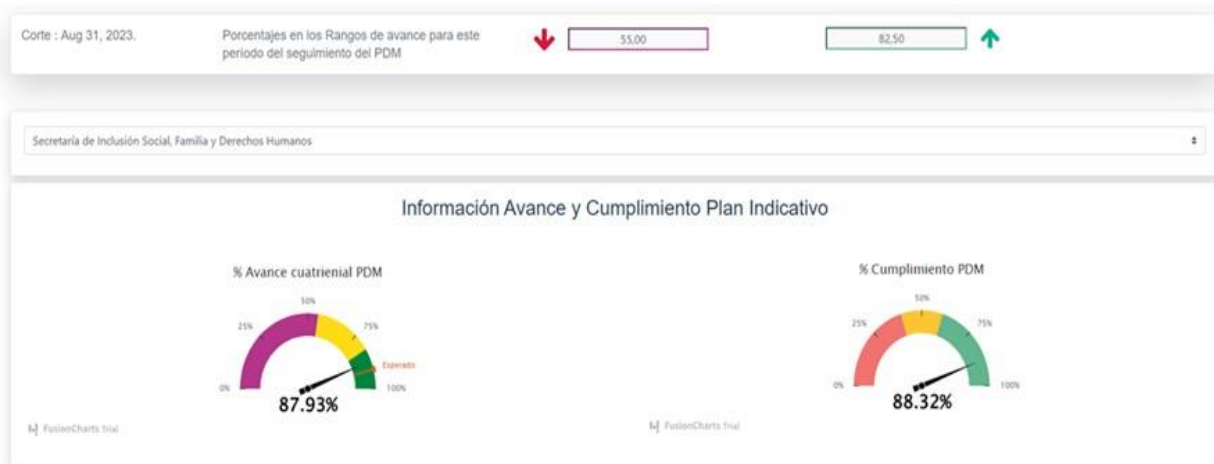 Corte : Aug 31, 2023.
Porcentajes en los Rangos de avance para este
periodo del seguimiento del PDM
55,00
82,50
Secretaría de Inclusión Social, Familia y Derechos Humanos
Información Avance y Cumplimiento Plan Indicativo
% Avance cuatrienial PDM
0%
25%
50%
75%
Esperado
100%
87.93%
FusionCharts Trial
% Cumplimiento PDM
0%
25%
50%
75%
100%
88.32%
FusionCharts Trial